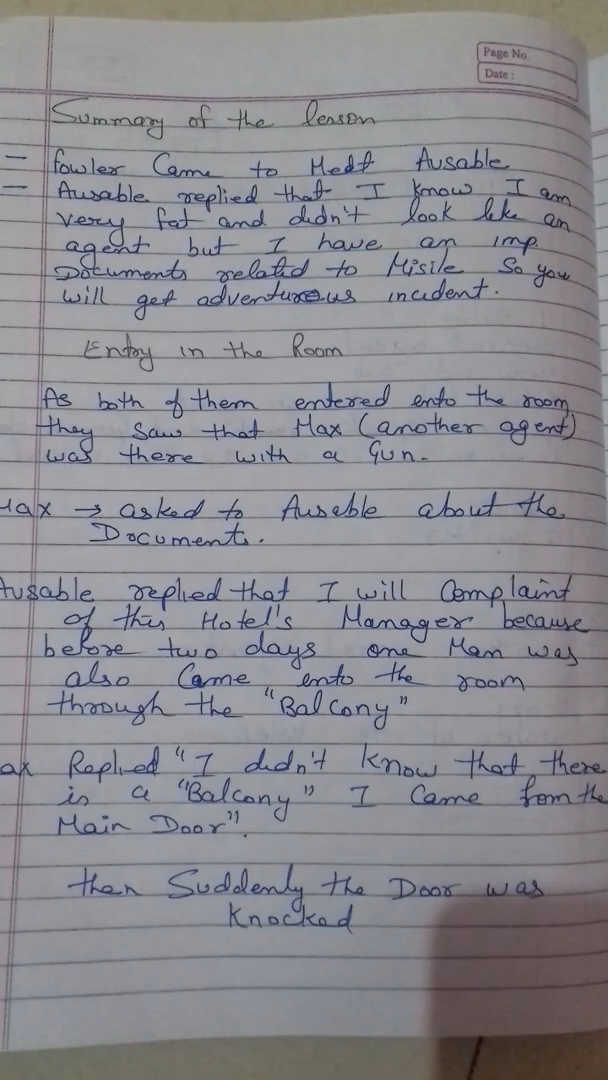 Page No.
Date :
Summary of the lesson
- fowler Came to Meet Ausable
- Ausable replied that I know I am
very fat and didn't look like an
agent but I have an imp.
Documents related to Misile So you
will get adventureous incident.
Entry in the Room
As both of them entered ento the room
they Saw that Max (another agent)
was there with a Gun.
Max → asked to Ausable about the
Documents.
Ausable replied that I will Complaint
of this Hotel's Manager because
before two days one Man was
also Came ento the room
through the "Balcony"
ax Replied "I didn't know that there
is a "Balcony" I Came from the
Main Door".
then Suddenly the Door was
Knocked